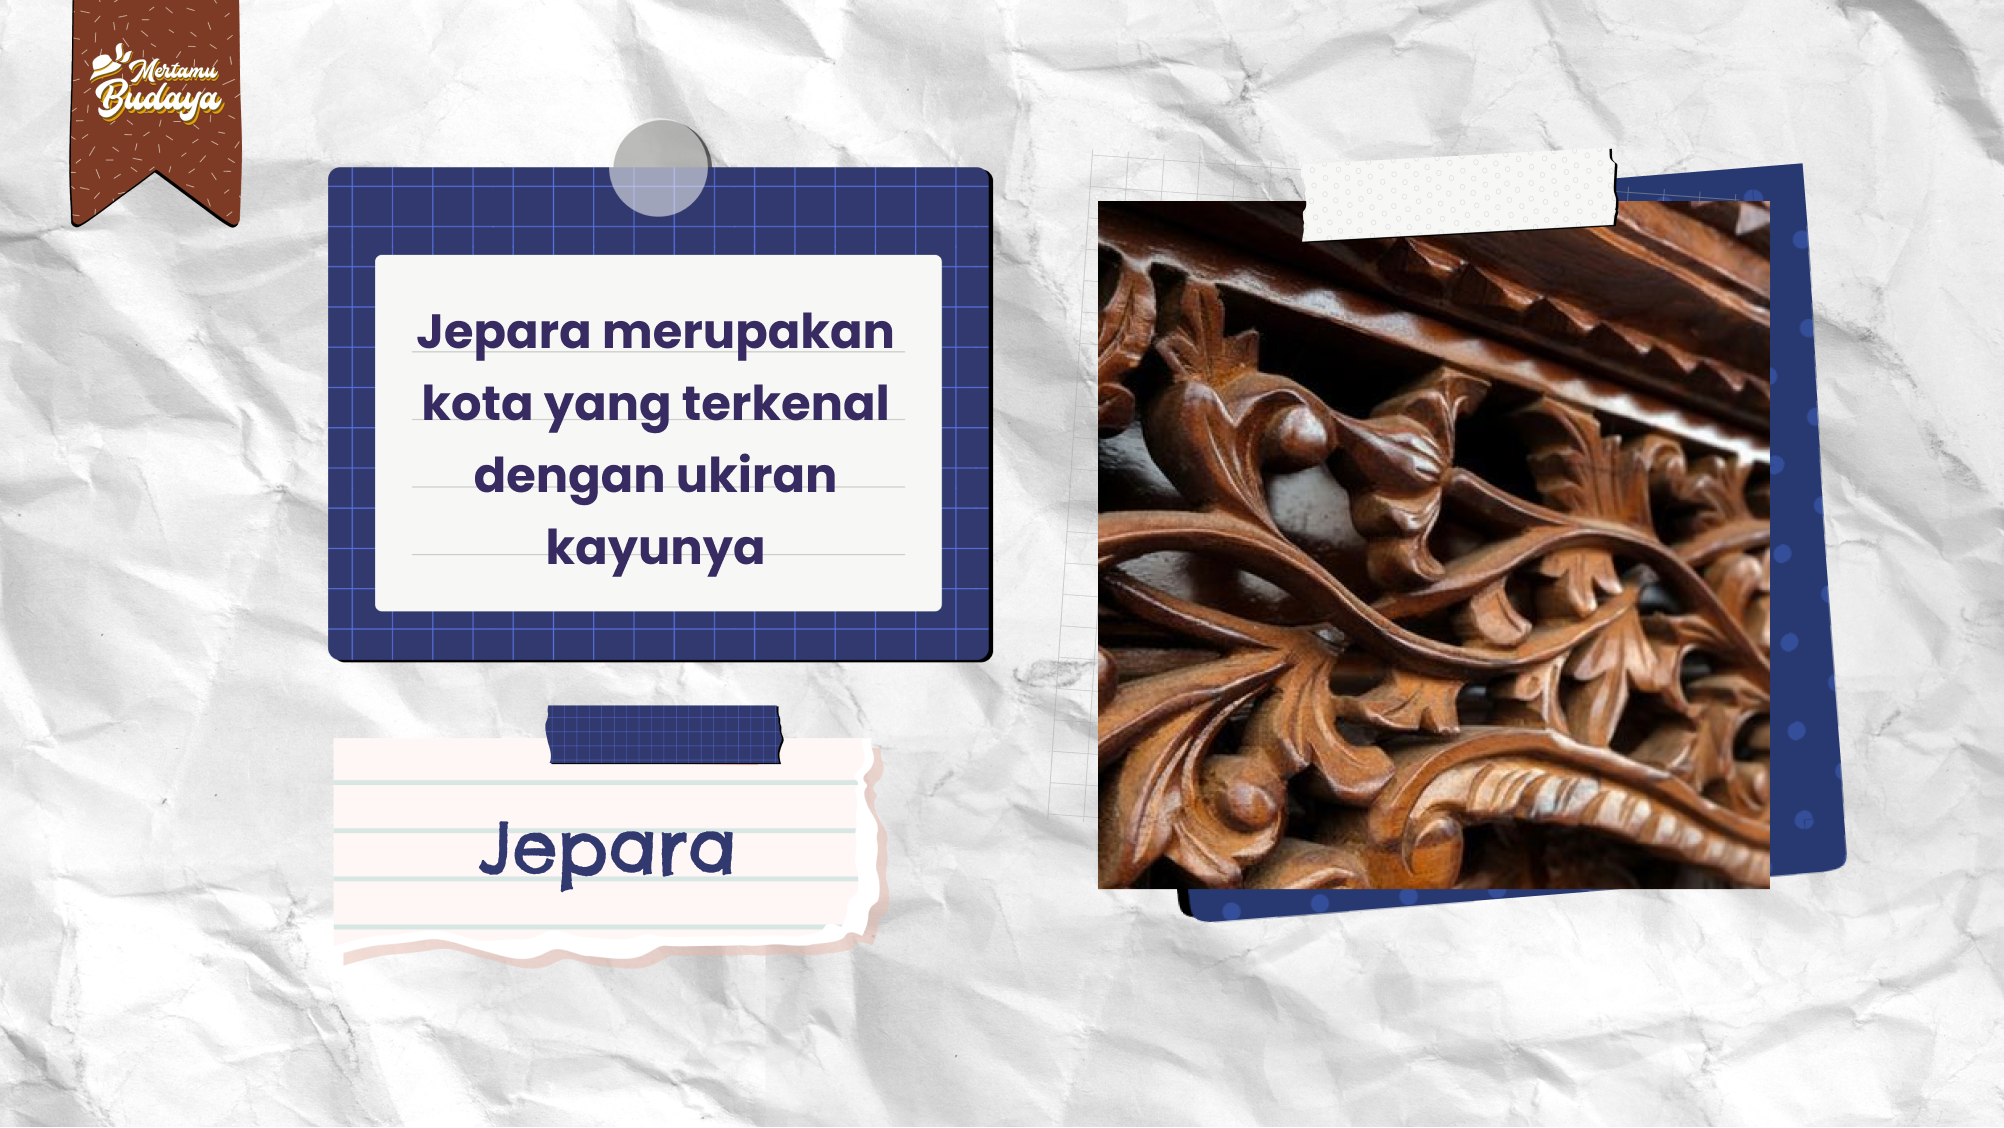 Mertamu
Budaya
Jepara merupakan
kota yang terkenal
dengan ukiran
kayunya
Jepara